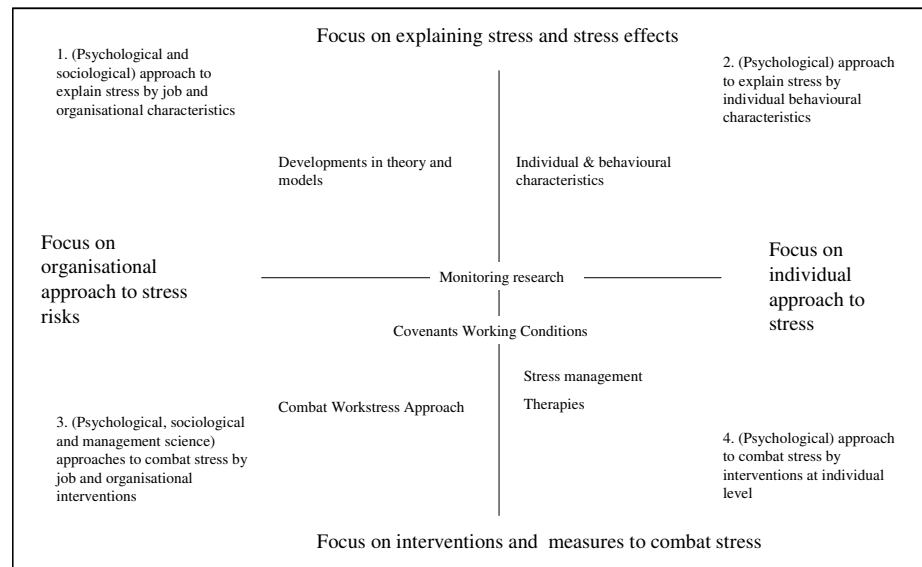 Focus on explaining stress and stress effects
1. (Psychological and
sociological) approach to
explain stress by job and
organisational characteristics
2. (Psychological) approach
to explain stress by
individual behavioural
characteristics
Developments in theory and
models
Individual & behavioural
characteristics
Focus on
organisational
approach to stress
risks
Monitoring research
Focus on
individual
approach to
stress
Covenants Working Conditions
Stress management
Therapies
Combat Workstress Approach
3. (Psychological, sociological
and management science)
approaches to combat stress by
job and organisational
interventions
4. (Psychological) approach
to combat stress by
interventions at individual
level
Focus on interventions and  measures to combat stress